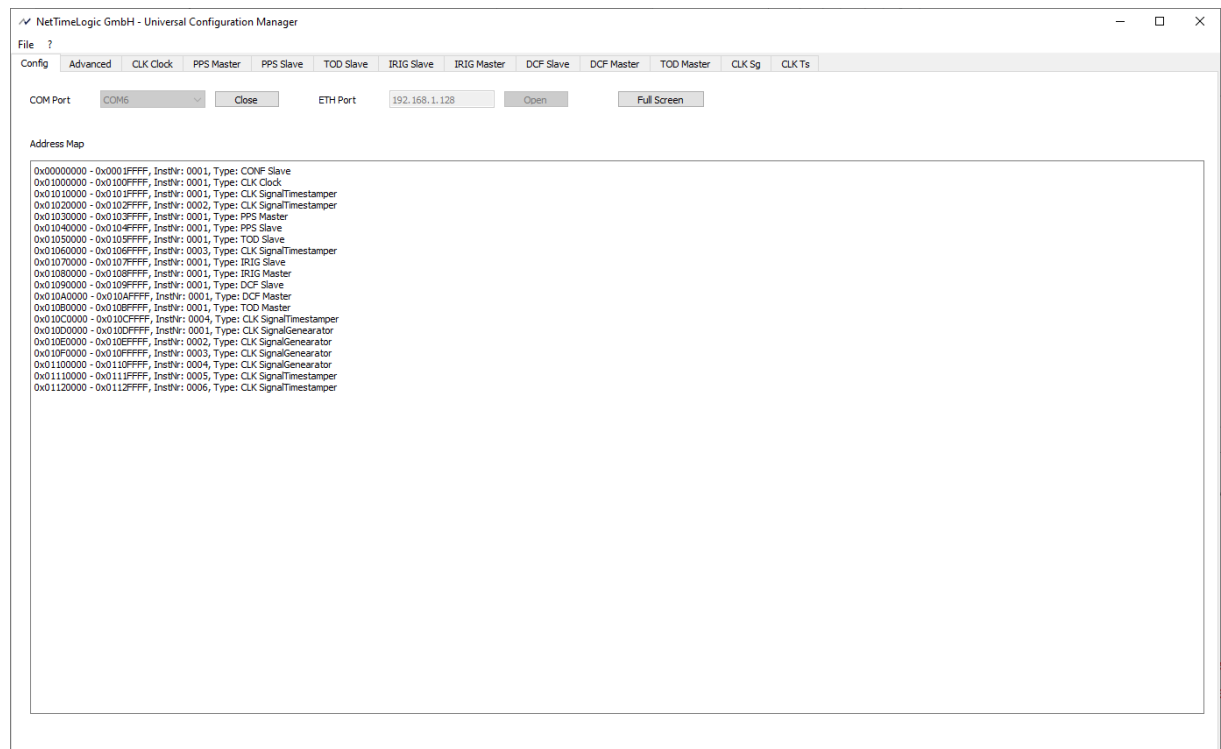 NetTimeLogic GmbH - Universal Configuration Manager
File ?
Config Advanced CLK Clock PPS Master PPS Slave TOD Slave IRIG Slave IRIG Master DCF Slave DCF Master TOD Master CLK Sg CLK Ts
COM Port COM6 Close ETH Port 192.168.1.128 Open Full Screen
Address Map
0x00000000 - 0x0001FFFF, InstNr: 0001, Type: CONF Slave
0x01000000 - 0x0100FFFF, InstNr: 0001, Type: CLK Clock
0x01010000 - 0x0101FFFF, InstNr: 0001, Type: CLK SignalTimestamper
0x01020000 - 0x0102FFFF, InstNr: 0002, Type: CLK SignalTimestamper
0x01030000 - 0x0103FFFF, InstNr: 0001, Type: PPS Master
0x01040000 - 0x0104FFFF, InstNr: 0001, Type: PPS Slave
0x01050000 - 0x0105FFFF, InstNr: 0001, Type: TOD Slave
0x01060000 - 0x0106FFFF, InstNr: 0003, Type: CLK SignalTimestamper
0x01070000 - 0x0107FFFF, InstNr: 0001, Type: IRIG Slave
0x01080000 - 0x0108FFFF, InstNr: 0001, Type: IRIG Master
0x01090000 - 0x0109FFFF, InstNr: 0001, Type: DCF Slave
0x010A0000 - 0x010AFFFF, InstNr: 0001, Type: DCF Master
0x010B0000 - 0x010BFFFF, InstNr: 0001, Type: TOD Master
0x010C0000 - 0x010CFFFF, InstNr: 0004, Type: CLK SignalTimestamper
0x010D0000 - 0x010DFFFF, InstNr: 0001, Type: CLK SignalGenearator
0x010E0000 - 0x010EFFFF, InstNr: 0002, Type: CLK SignalGenearator
0x010F0000 - 0x010FFFFF, InstNr: 0003, Type: CLK SignalGenearator
0x01100000 - 0x0110FFFF, InstNr: 0004, Type: CLK SignalGenearator
0x01110000 - 0x0111FFFF, InstNr: 0005, Type: CLK SignalTimestamper
0x01120000 - 0x0112FFFF, InstNr: 0006, Type: CLK SignalTimestamper